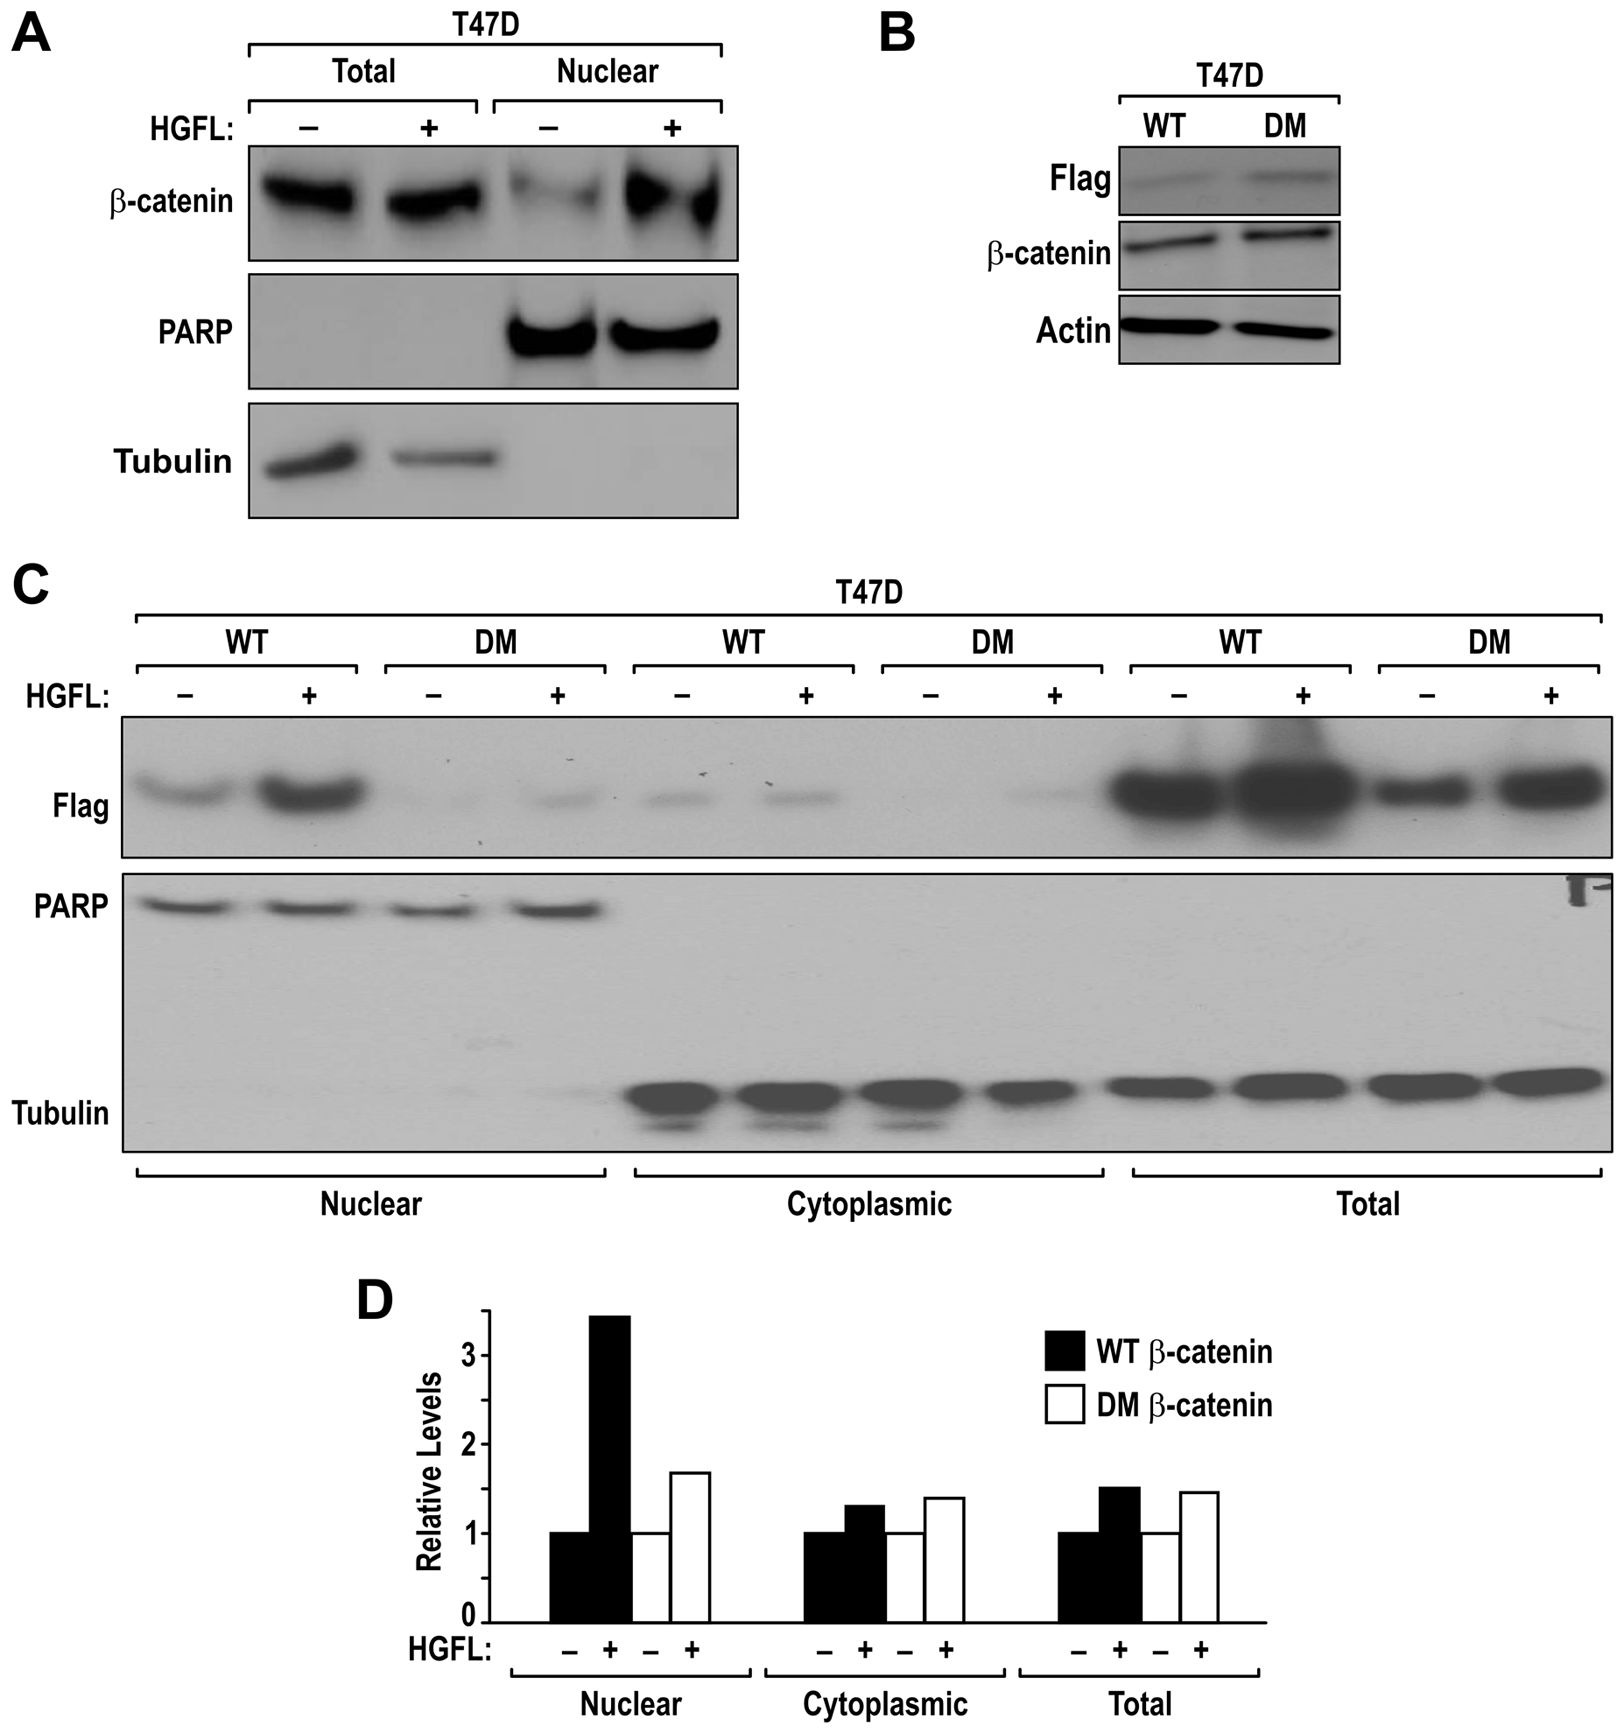 A
T47D
Total Nuclear
HGFL: – + – +
β-catenin
PARP
Tubulin
B
T47D
WT DM
Flag
β-catenin
Actin
C
T47D
WT DM WT DM WT DM
HGFL: – + – + – + – + – + – +
Flag
PARP
Tubulin
Nuclear Cytoplasmic Total
D
WT β-catenin
DM β-catenin
Relative Levels
3
2
1
0
HGFL: – + – + – + – + – + – +
Nuclear Cytoplasmic Total